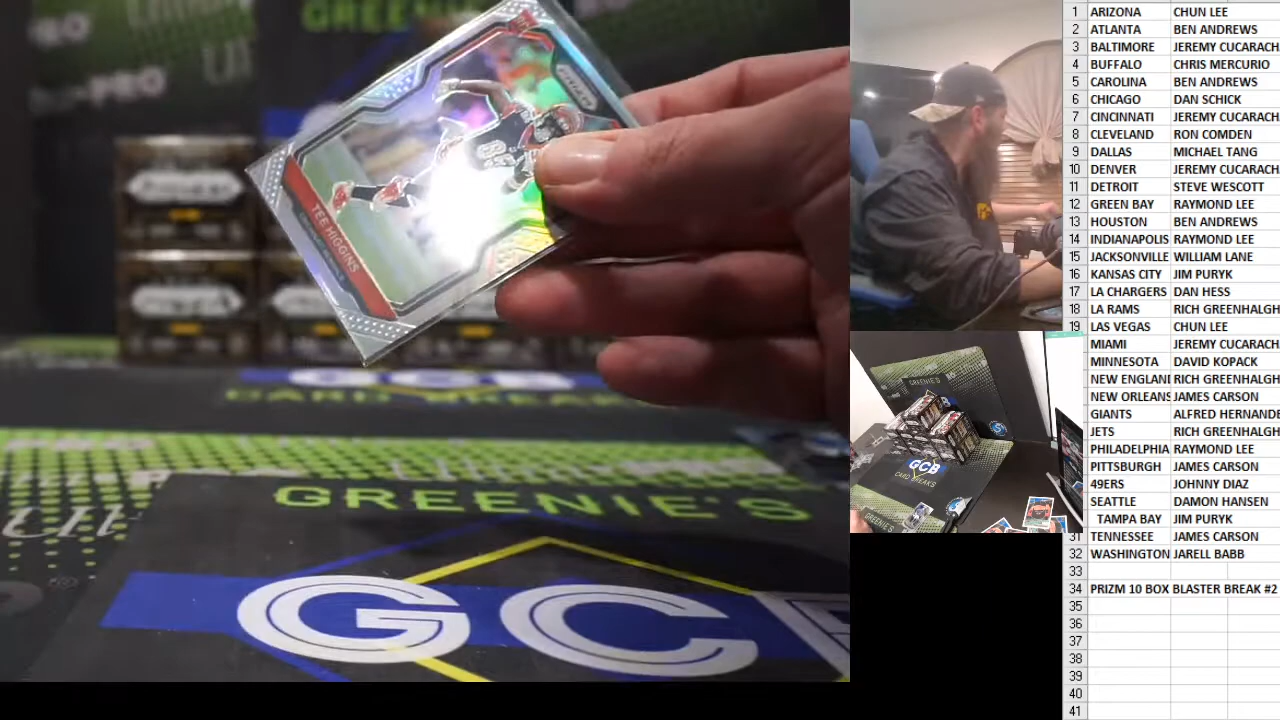 TEE HIGGINS
PRIZM
CARD BREAKS
GREENIE'S
GCB
GREENIE'S
GCB
CARD BREAKS
GREENIE'S
1 ARIZONA CHUN LEE
2 ATLANTA BEN ANDREWS
3 BALTIMORE JEREMY CUCARACH
4 BUFFALO CHRIS MERCURIO
5 CAROLINA BEN ANDREWS
6 CHICAGO DAN SCHICK
7 CINCINNATI JEREMY CUCARACH
8 CLEVELAND RON COMDEN
9 DALLAS MICHAEL TANG
10 DENVER JEREMY CUCARACH
11 DETROIT STEVE WESCOTT
12 GREEN BAY RAYMOND LEE
13 HOUSTON BEN ANDREWS
14 INDIANAPOLIS RAYMOND LEE
15 JACKSONVILLE WILLIAM LANE
16 KANSAS CITY JIM PURYK
17 LA CHARGERS DAN HESS
18 LA RAMS RICH GREENHALGH
19 LAS VEGAS CHUN LEE
MIAMI JEREMY CUCARACH
MINNESOTA DAVID KOPACK
NEW ENGLAND RICH GREENHALGH
NEW ORLEANS JAMES CARSON
GIANTS ALFRED HERNANDE
JETS RICH GREENHALGH
PHILADELPHIA RAYMOND LEE
PITTSBURGH JAMES CARSON
49ERS JOHNNY DIAZ
SEATTLE DAMON HANSEN
TAMPA BAY JIM PURYK
31 TENNESSEE JAMES CARSON
32 WASHINGTON JARELL BABB
33
34 PRIZM 10 BOX BLASTER BREAK #2
35
36
37
38
39
40
41